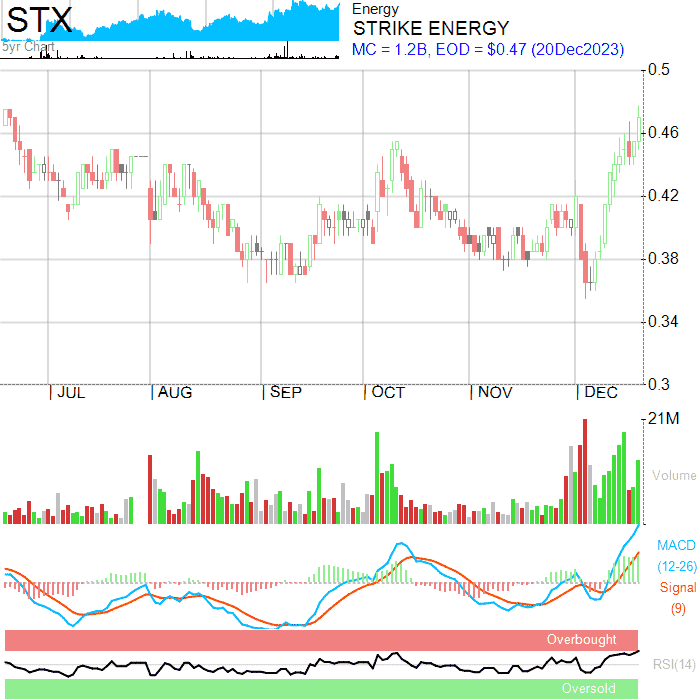 STX
5yr Chart
Energy
STRIKE ENERGY
MC = 1.2B, EOD = $0.47 (20Dec2023)
0.5
0.46
0.42
0.38
0.34
0.3
JUL AUG SEP OCT NOV DEC
21M
Volume
MACD
(12-26)
Signal
(9)
Overbought
RSI(14)
Oversold